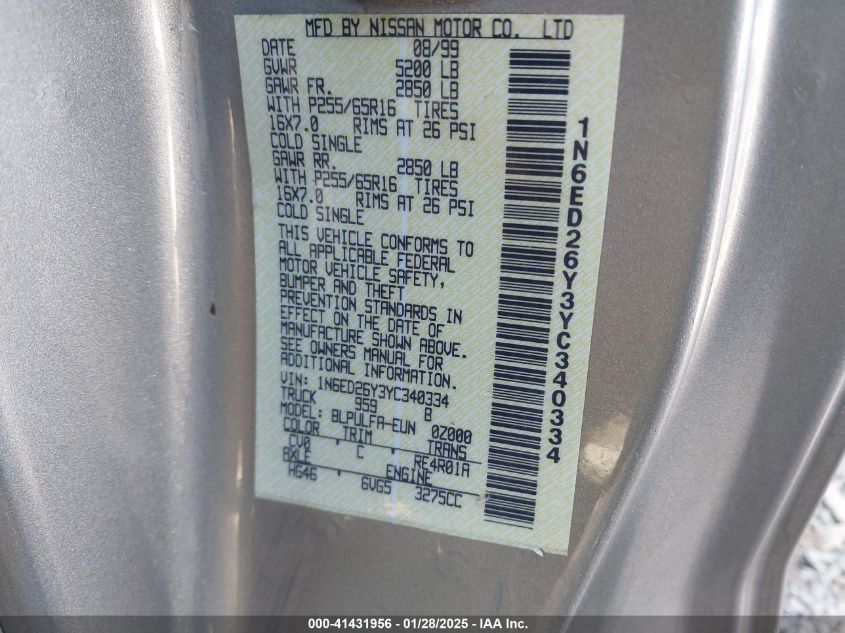 MFD BY NISSAN MOTOR CO. LTD
DATE 08/99
GVWR 5200 LB
GAWR FR. 2850 LB
WITH P255/65R16 TIRES
16X7.0 RIMS AT 26 PSI
COLD SINGLE
GAWR RR. 2850 LB
WITH P255/65R16 TIRES
16X7.0 RIMS AT 26 PSI
COLD SINGLE
THIS VEHICLE CONFORMS TO
ALL APPLICABLE FEDERAL
MOTOR VEHICLE SAFETY,
BUMPER AND THEFT
PREVENTION STANDARDS IN
EFFECT ON THE DATE OF
MANUFACTURE SHOWN ABOVE.
SEE OWNERS MANUAL FOR
ADDITIONAL INFORMATION.
VIN: 1N6ED26Y3YC340334
TRUCK 959 B
MODEL: BLPULFA-EUN 0Z000
COLOR TRIM TRANS
CV0 ' C RE4R01A
AXLE ENGINE
HG46 ' 6VG5 3275CC
1N6ED26Y3YC340334
000-41431956 | 01/28/2025 | IAA Inc.